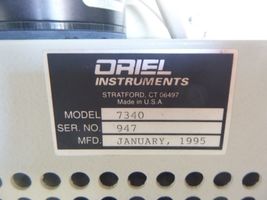 ORIEL
INSTRUMENTS
STRATFORD, CT 06497
Made in U.S.A
MODEL 7340
SER. NO. 947
MFD. JANUARY, 1995